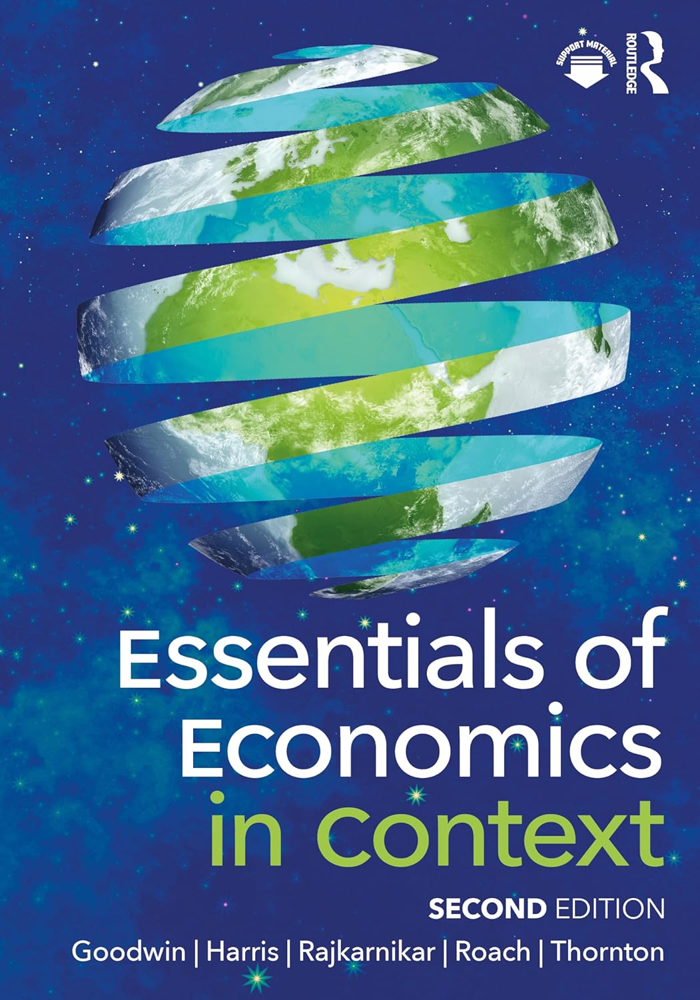 SUPPORT MATERIAL
ROUTLEDGE
Essentials of
Economics
in context
SECOND EDITION
Goodwin | Harris | Rajkarnikar | Roach | Thornton